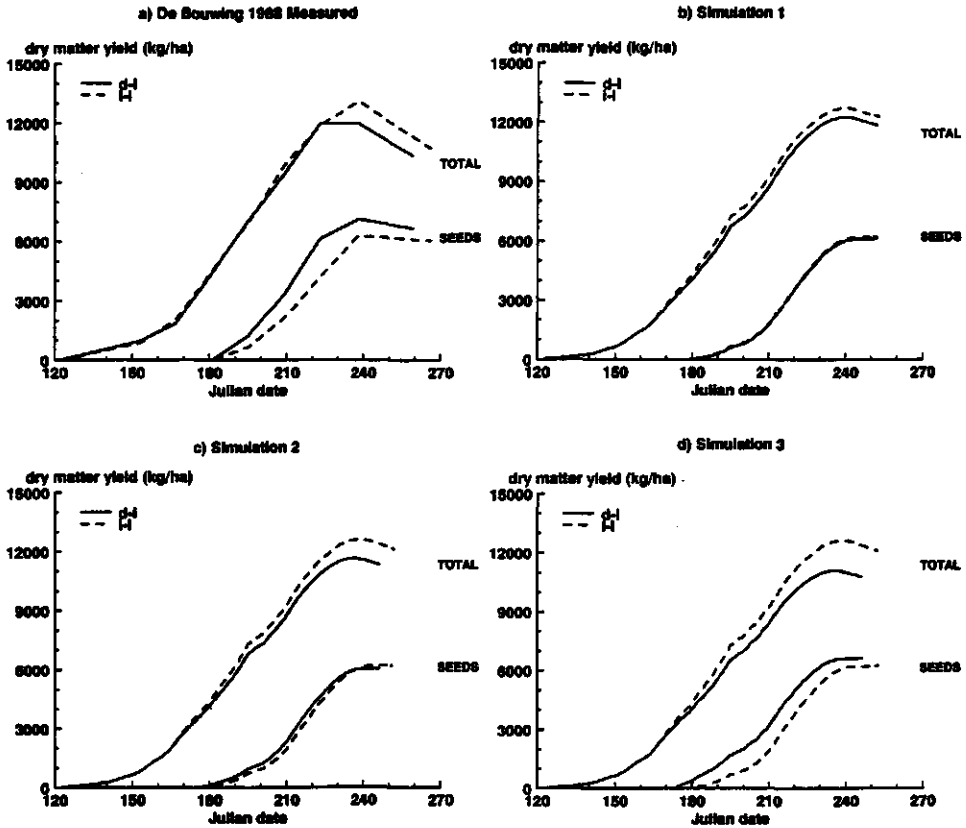 a) De Bouwing 1988 Measured
dry matter yield (kg/ha)
15000
12000
9000
6000
3000
0
d-i
i-i
TOTAL
SEEDS
120 150 180 210 240 270
Julian date
b) Simulation 1
dry matter yield (kg/ha)
15000
12000
9000
6000
3000
0
d-i
i-i
TOTAL
SEEDS
120 150 180 210 240 270
Julian date
c) Simulation 2
dry matter yield (kg/ha)
15000
12000
9000
6000
3000
0
d-i
i-i
TOTAL
SEEDS
120 150 180 210 240 270
Julian date
d) Simulation 3
dry matter yield (kg/ha)
15000
12000
9000
6000
3000
0
d-i
i-i
TOTAL
SEEDS
120 150 180 210 240 270
Julian date